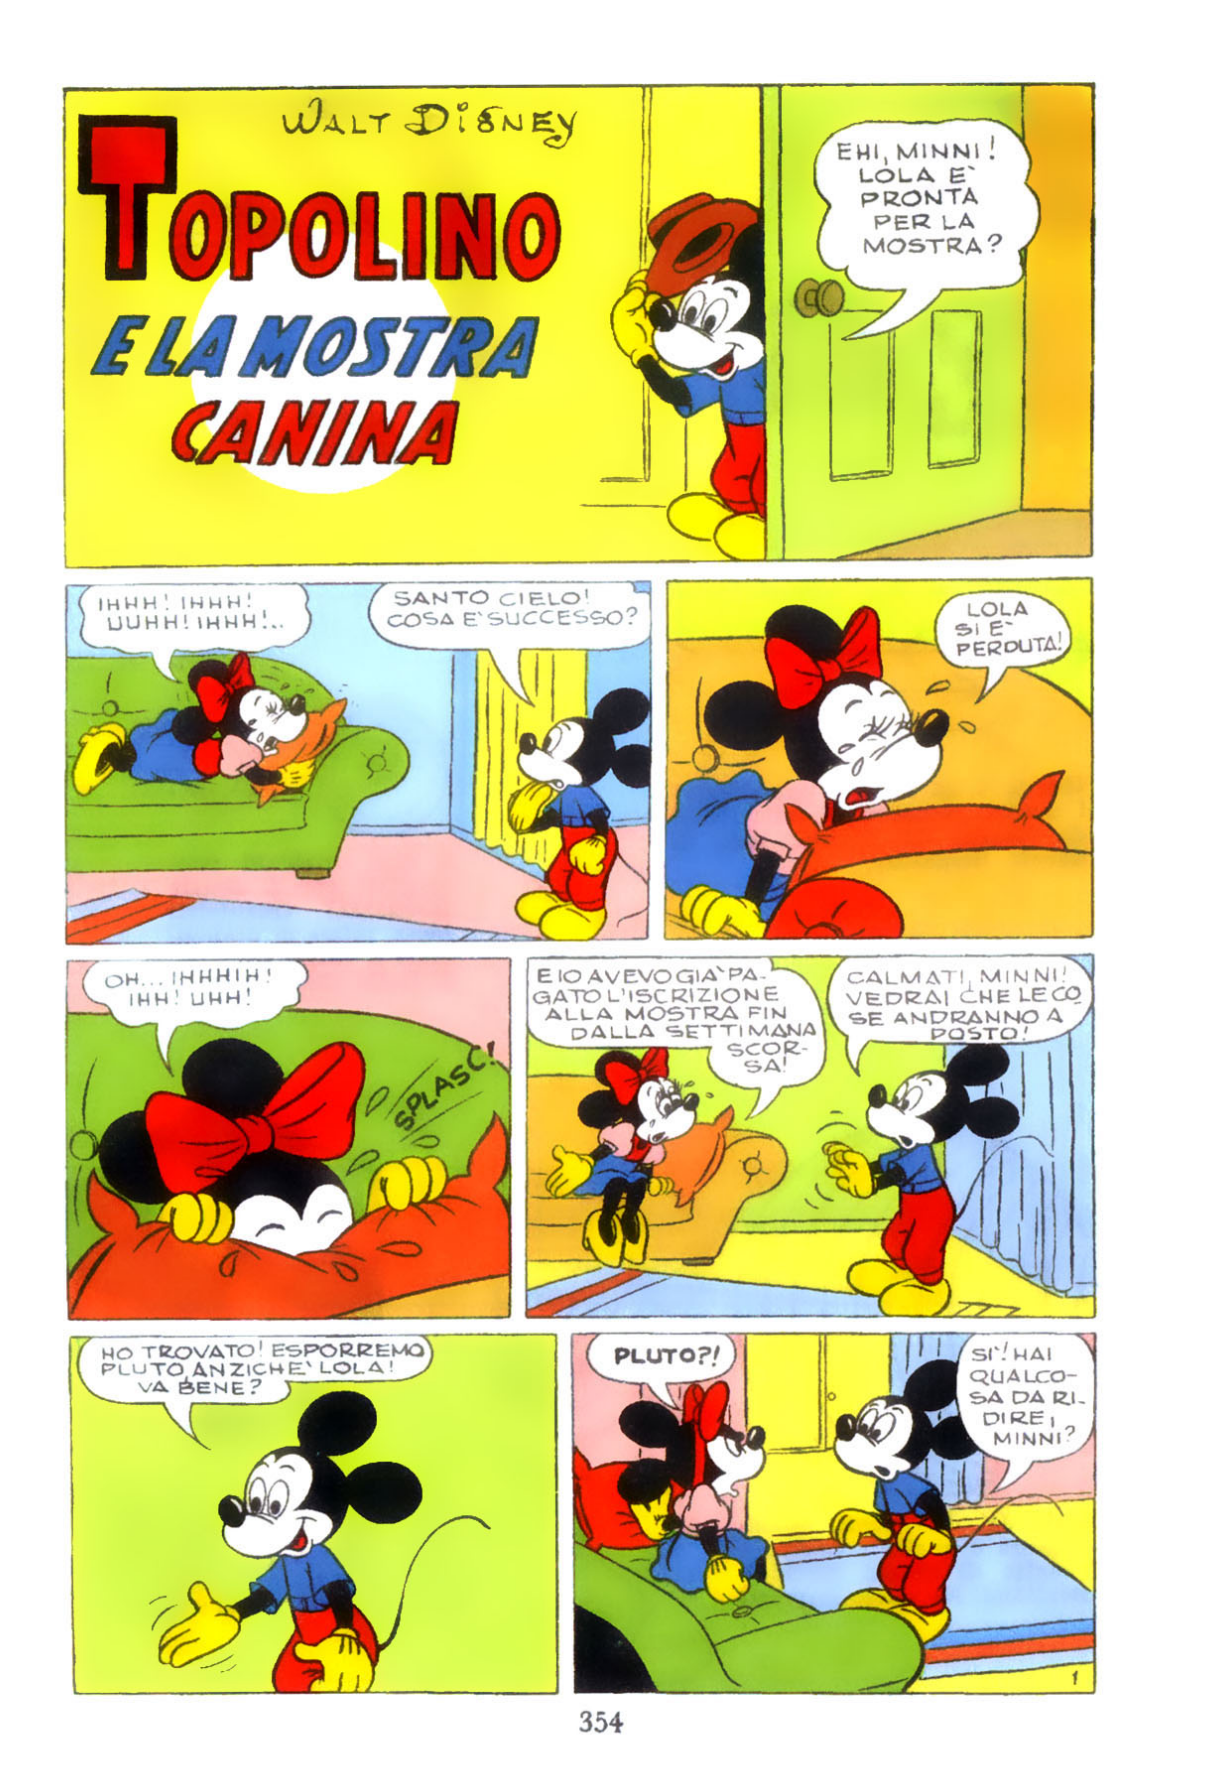 WALT DISNEY
TOPOLINO
E LA MOSTRA
CANINA
EHI, MINNI!
LOLA E`
PRONTA
PER LA
MOSTRA?
IHHH! IHHH!
UUHH! IHHH!..
SANTO CIELO!
COSA E` SUCCESSO?
LOLA
SI E`
PERDUTA!
OH... IHHHIH!
IHH! UHH!
SPLASC!
E IO AVEVO GIA` PA-
GATO L'ISCRIZIONE
ALLA MOSTRA FIN
DALLA SETTIMANA
SCOR-
SA!
CALMATI, MINNI!
VEDRAI CHE LE CO
SE ANDRANNO A
POSTO!
HO TROVATO! ESPORREMO
PLUTO, ANZICHE` LOLA!
VA BENE?
PLUTO?!
SI`! HAI
QUALCO-
SA DA RI-
DIRE,
MINNI?
1
354